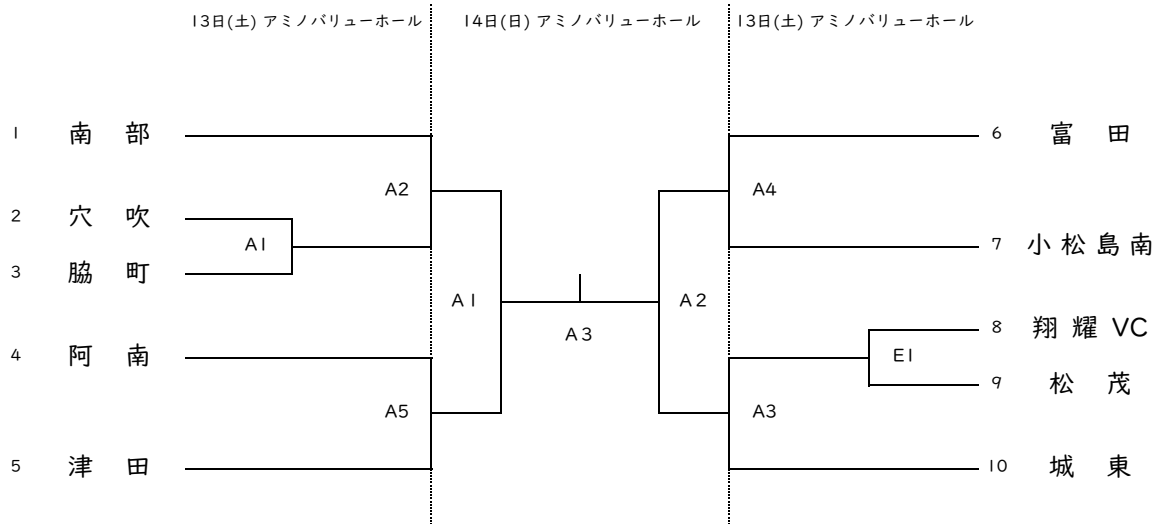 13日(土) アミノバリューホール 14日(日) アミノバリューホール 13日(土) アミノバリューホール
1 南 部 6 富 田
A2 A4
2 穴 吹
A1 7 小 松 島 南
3 脇 町
A1 A2
8 翔 耀 VC
A3
4 阿 南 E1
9 松 茂
A5 A3
5 津 田 10 城 東